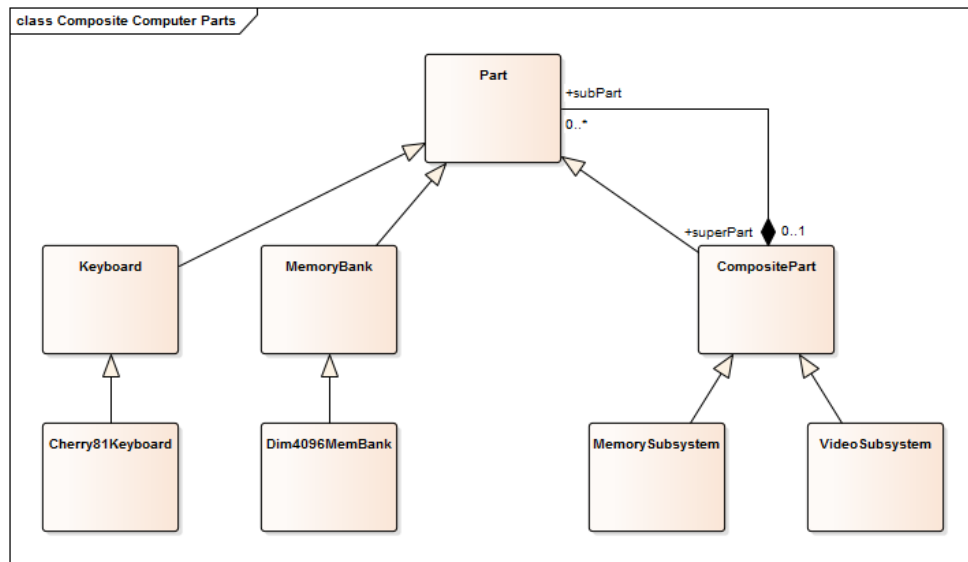 class Composite Computer Parts
Part
+subPart
0..*
+superPart
0..1
Keyboard
MemoryBank
CompositePart
Cherry81Keyboard
Dim4096MemBank
MemorySubsystem
VideoSubsystem